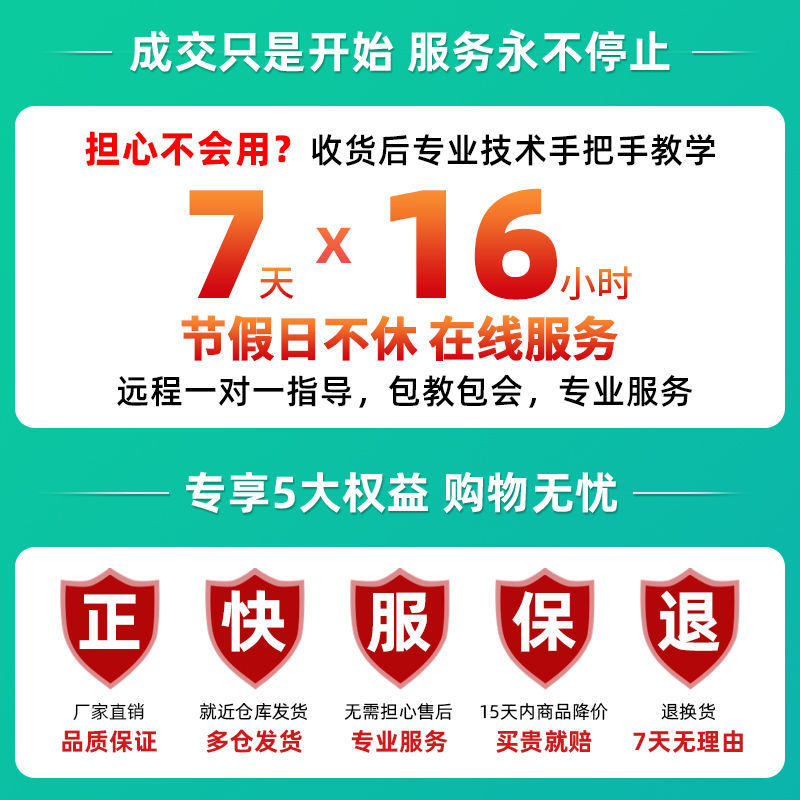 成交只是开始 服务永不停止
担心不会用？收货后专业技术手把手教学
7天 x 16小时
节假日不休 在线服务
远程一对一指导，包教包会，专业服务
专享5大权益 购物无忧
正 快 服 保 退
厂家直销 就近仓库发货 无需担心售后 15天内商品降价 退换货
品质保证 多仓发货 专业服务 买贵就赔 7天无理由